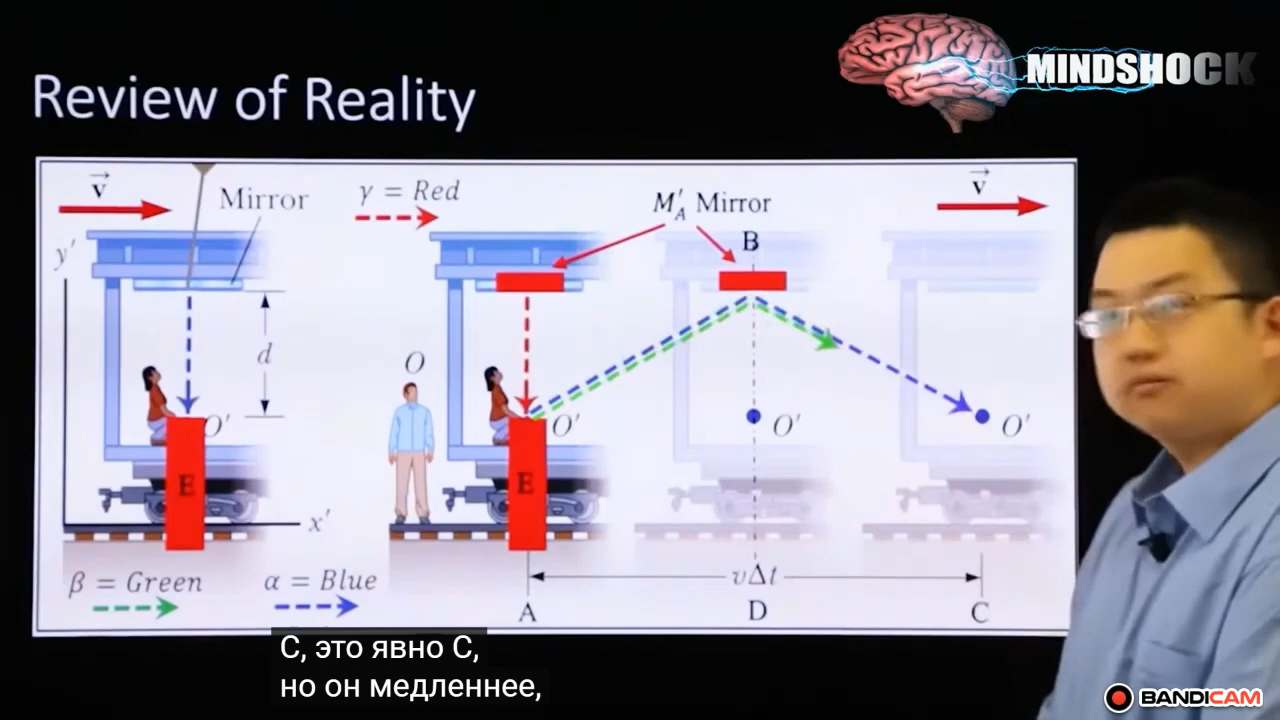 MINDSHOCK
Review of Reality
v
Mirror
γ = Red
M′A Mirror
v
B
y′
d
O
O′
O′
O′
O′
E
E
x′
β = Green
α = Blue
vΔt
A
D
C
С, это явно С,
но он медленнее,
BANDICAM